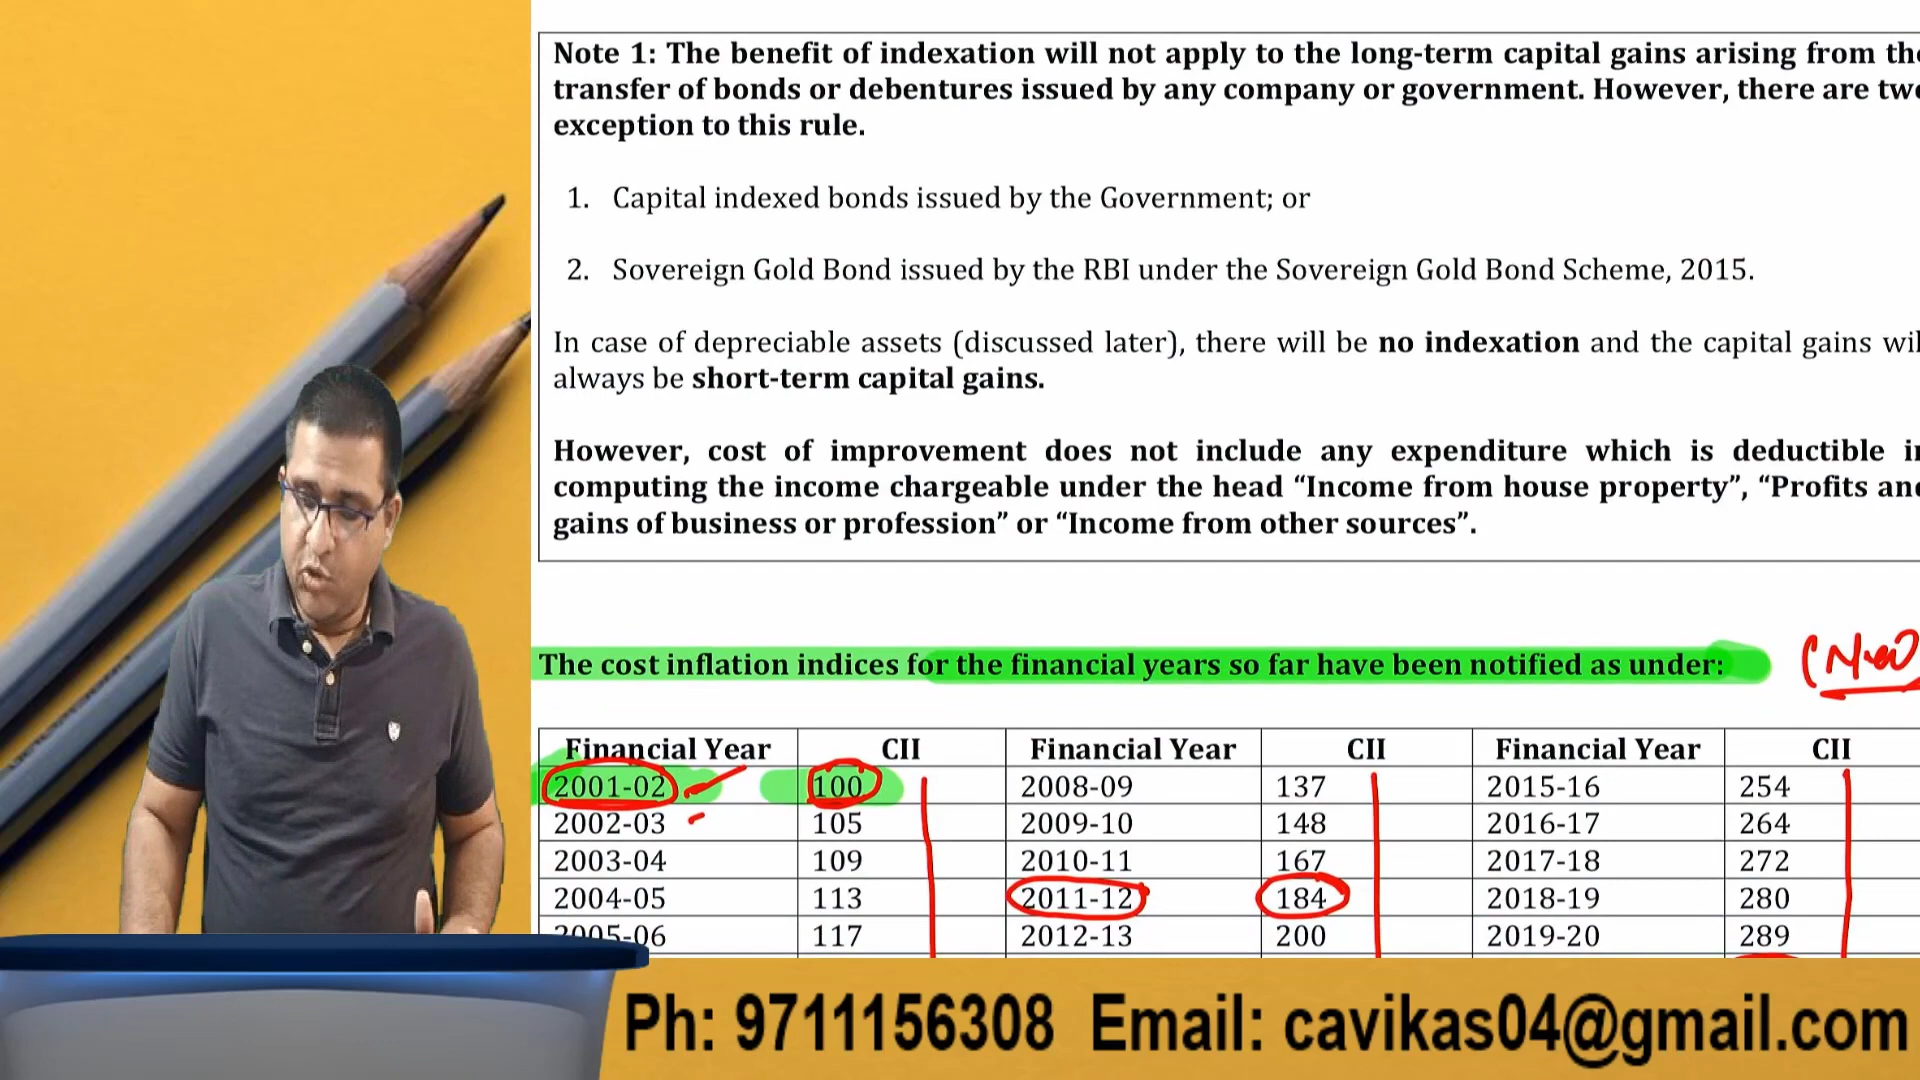 Note 1: The benefit of indexation will not apply to the long-term capital gains arising from the
transfer of bonds or debentures issued by any company or government. However, there are two
exception to this rule.
1. Capital indexed bonds issued by the Government; or
2. Sovereign Gold Bond issued by the RBI under the Sovereign Gold Bond Scheme, 2015.
In case of depreciable assets (discussed later), there will be no indexation and the capital gains wil
always be short-term capital gains.
However, cost of improvement does not include any expenditure which is deductible in
computing the income chargeable under the head “Income from house property”, “Profits and
gains of business or profession” or “Income from other sources”.
The cost inflation indices for the financial years so far have been notified as under:
Financial Year CII Financial Year CII Financial Year CII
2001-02 100 2008-09 137 2015-16 254
2002-03 105 2009-10 148 2016-17 264
2003-04 109 2010-11 167 2017-18 272
2004-05 113 2011-12 184 2018-19 280
2005-06 117 2012-13 200 2019-20 289
Ph: 9711156308 Email: cavikas04@gmail.com